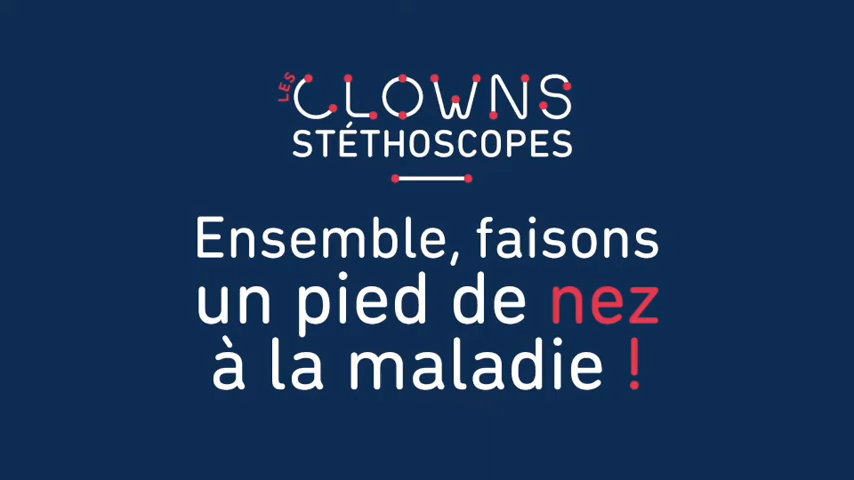 LES
CLOWNS
STÉTHOSCOPES
Ensemble, faisons
un pied de nez
à la maladie !